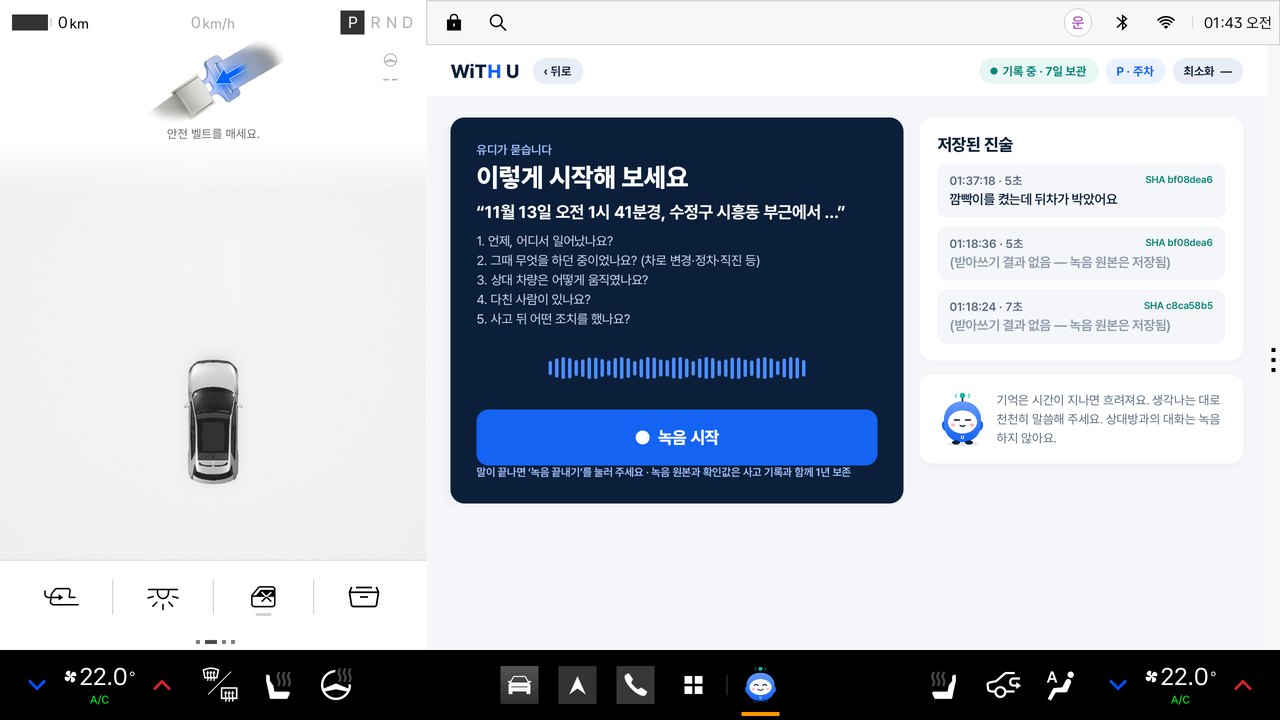 0 km
0 km/h
P R N D
운
01:43 오전
안전 벨트를 매세요.
WiTH U
‹ 뒤로
기록 중 · 7일 보관
P · 주차
최소화 —
유디가 묻습니다
이렇게 시작해 보세요
“11월 13일 오전 1시 41분경, 수정구 시흥동 부근에서 ...”
1. 언제, 어디서 일어났나요?
2. 그때 무엇을 하던 중이었나요? (차로 변경·정차·직진 등)
3. 상대 차량은 어떻게 움직였나요?
4. 다친 사람이 있나요?
5. 사고 뒤 어떤 조치를 했나요?
녹음 시작
말이 끝나면 ‘녹음 끝내기’를 눌러 주세요 · 녹음 원본과 확인값은 사고 기록과 함께 1년 보존
저장된 진술
01:37:18 · 5초
SHA bf08dea6
깜빡이를 켰는데 뒤차가 박았어요
01:18:36 · 5초
SHA bf08dea6
(받아쓰기 결과 없음 — 녹음 원본은 저장됨)
01:18:24 · 7초
SHA c8ca58b5
(받아쓰기 결과 없음 — 녹음 원본은 저장됨)
기억은 시간이 지나면 흐려져요. 생각나는 대로
천천히 말씀해 주세요. 상대방과의 대화는 녹음
하지 않아요.
22.0°
A/C
A
22.0°
A/C